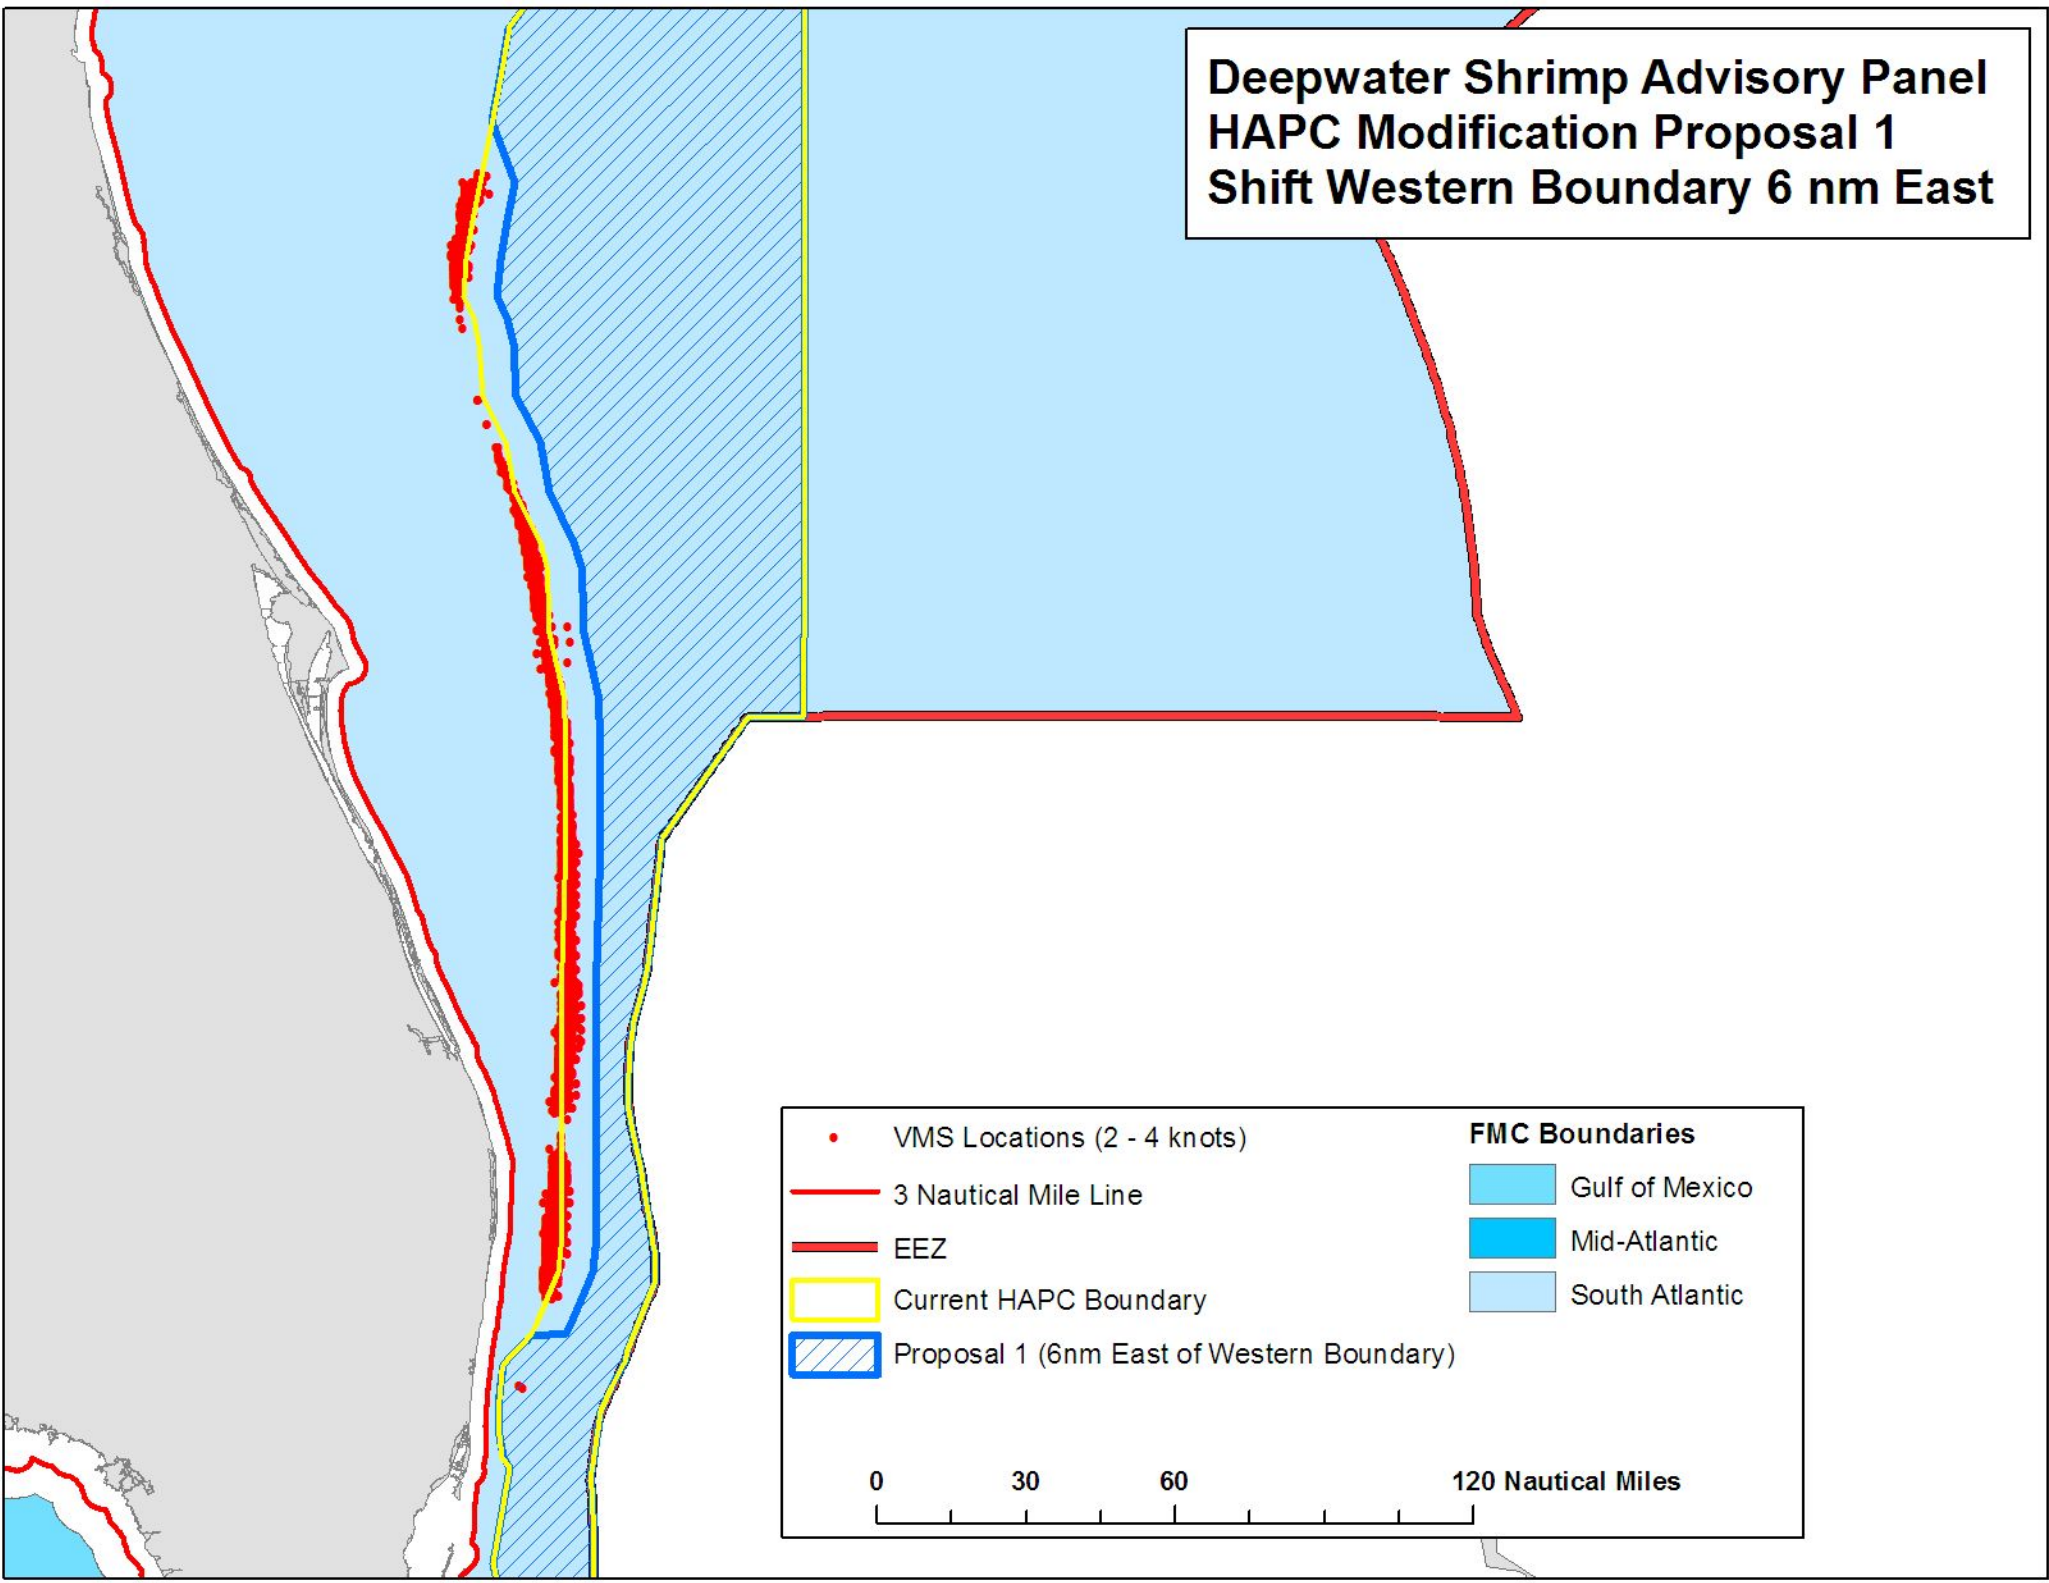 Deepwater Shrimp Advisory Panel
HAPC Modification Proposal 1
Shift Western Boundary 6 nm East
VMS Locations (2 - 4 knots)
3 Nautical Mile Line
EEZ
Current HAPC Boundary
Proposal 1 (6nm East of Western Boundary)
FMC Boundaries
Gulf of Mexico
Mid-Atlantic
South Atlantic
0 30 60 120 Nautical Miles